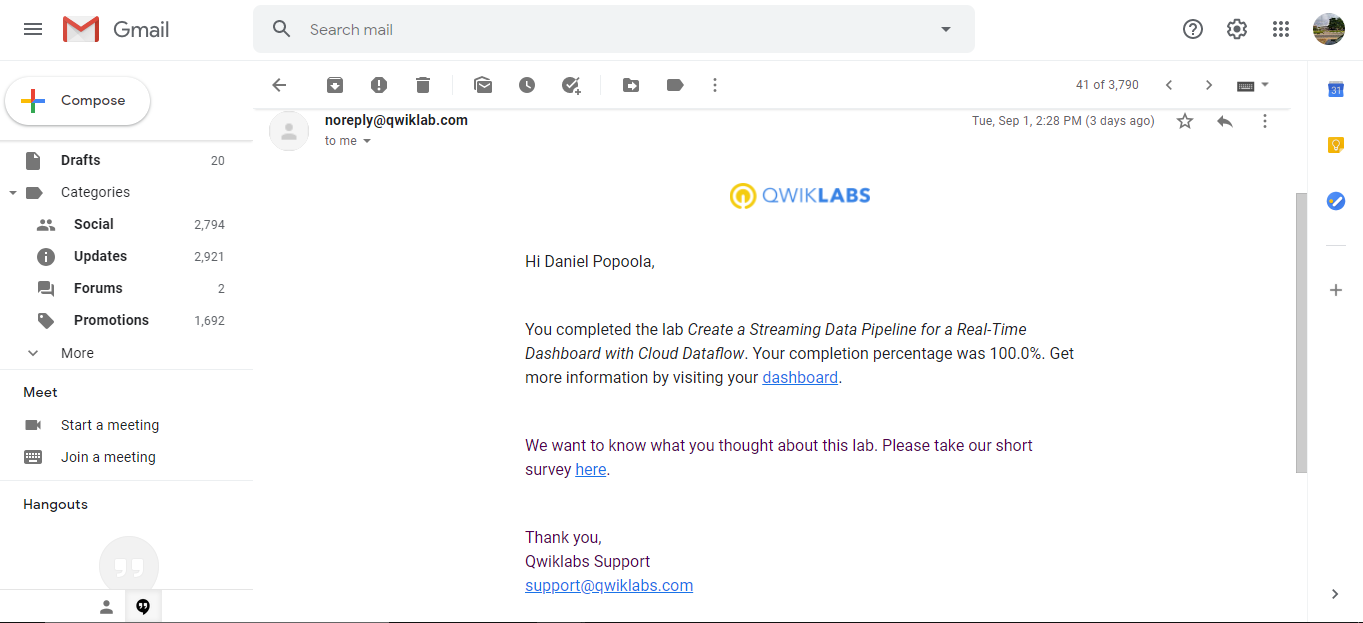 Gmail
Search mail
Compose
41 of 3,790
31
noreply@qwiklab.com
Tue, Sep 1, 2:28 PM (3 days ago)
to me
Drafts 20
Categories
Social 2,794
Updates 2,921
Forums 2
Promotions 1,692
More
Meet
Start a meeting
Join a meeting
Hangouts
QWIKLABS
Hi Daniel Popoola,
You completed the lab Create a Streaming Data Pipeline for a Real-Time
Dashboard with Cloud Dataflow. Your completion percentage was 100.0%. Get
more information by visiting your dashboard.
We want to know what you thought about this lab. Please take our short
survey here.
Thank you,
Qwiklabs Support
support@qwiklabs.com